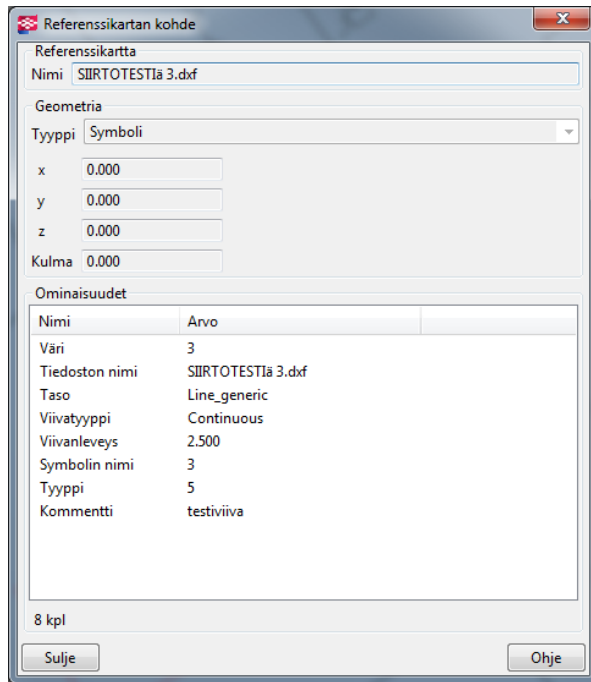 Referenssikartan kohde
Referenssikartta
Nimi SIIRTOTESTIä 3.dxf
Geometria
Tyyppi Symboli
x 0.000
y 0.000
z 0.000
Kulma 0.000
Ominaisuudet
Nimi Arvo
Väri 3
Tiedoston nimi SIIRTOTESTIä 3.dxf
Taso Line_generic
Viivatyyppi Continuous
Viivanleveys 2.500
Symbolin nimi 3
Tyyppi 5
Kommentti testiviiva
8 kpl
Sulje Ohje